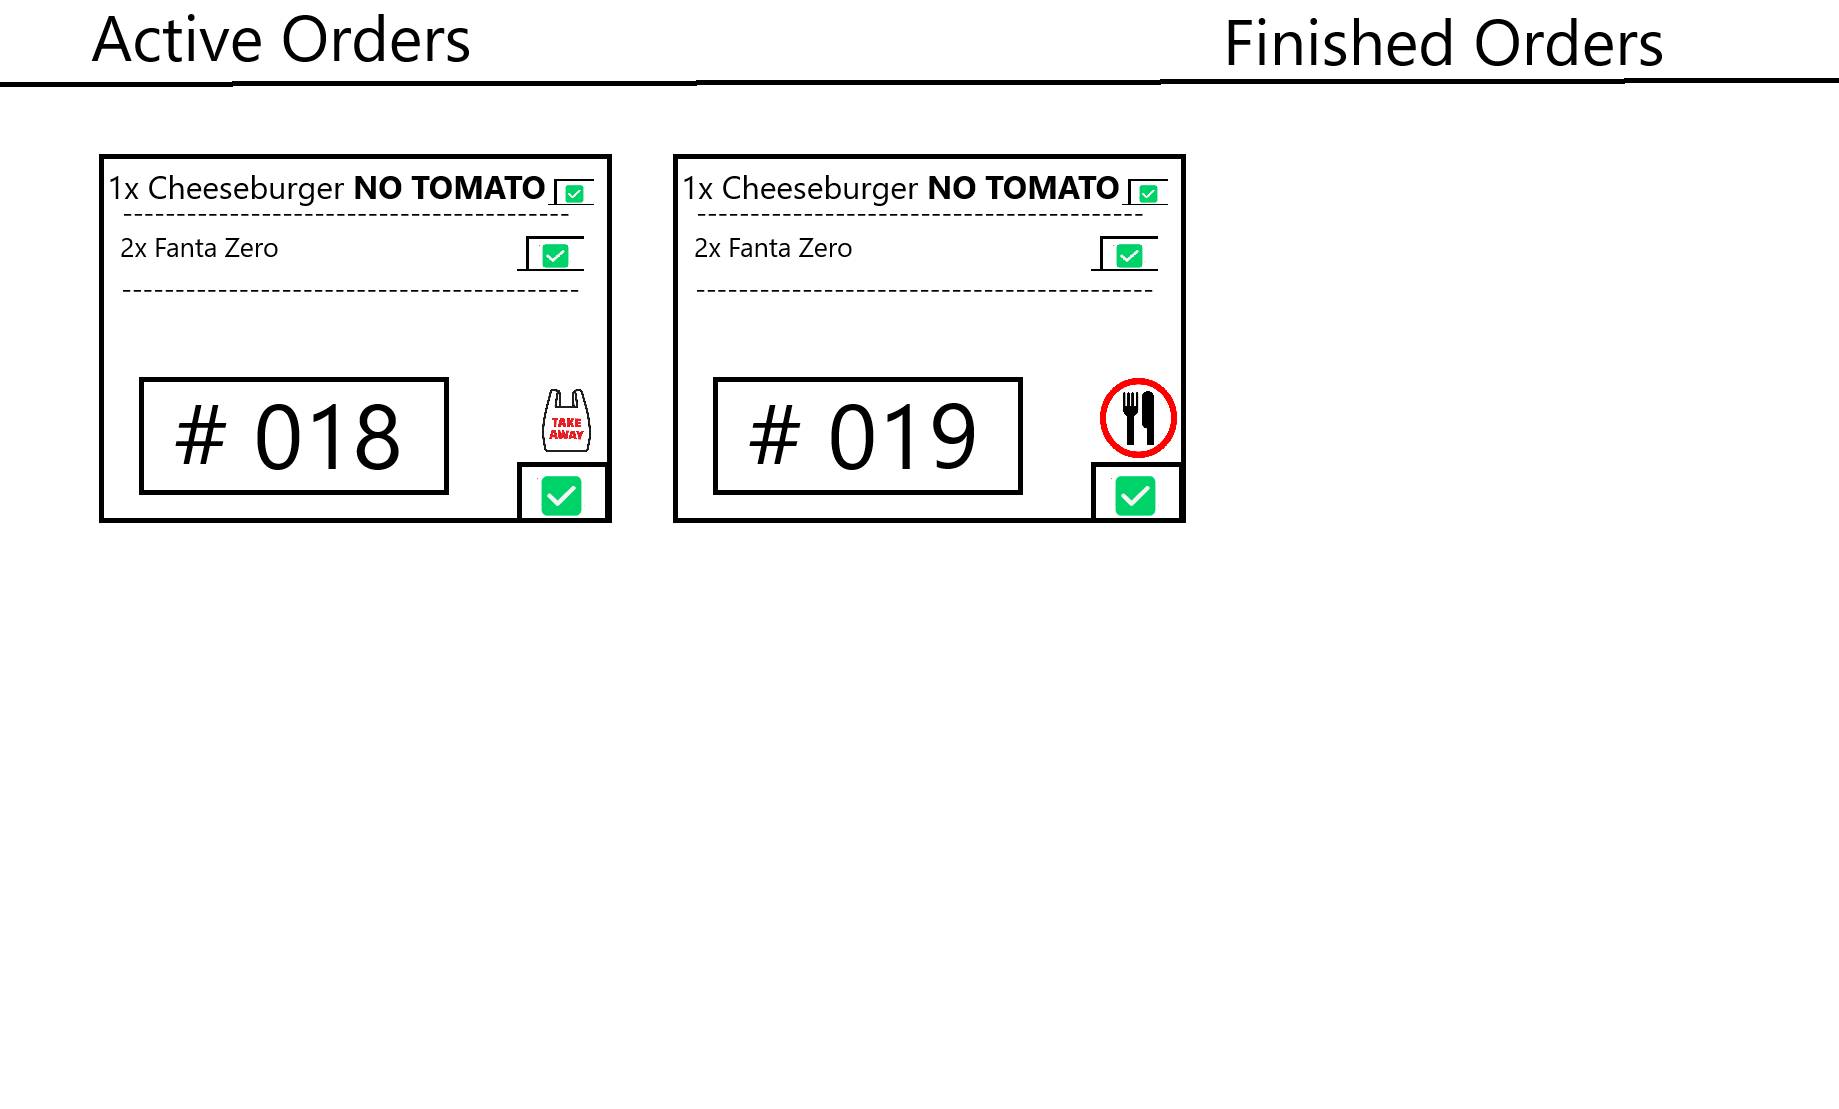 Active Orders
Finished Orders
1x Cheeseburger NO TOMATO
2x Fanta Zero
# 018
TAKE
AWAY
1x Cheeseburger NO TOMATO
2x Fanta Zero
# 019